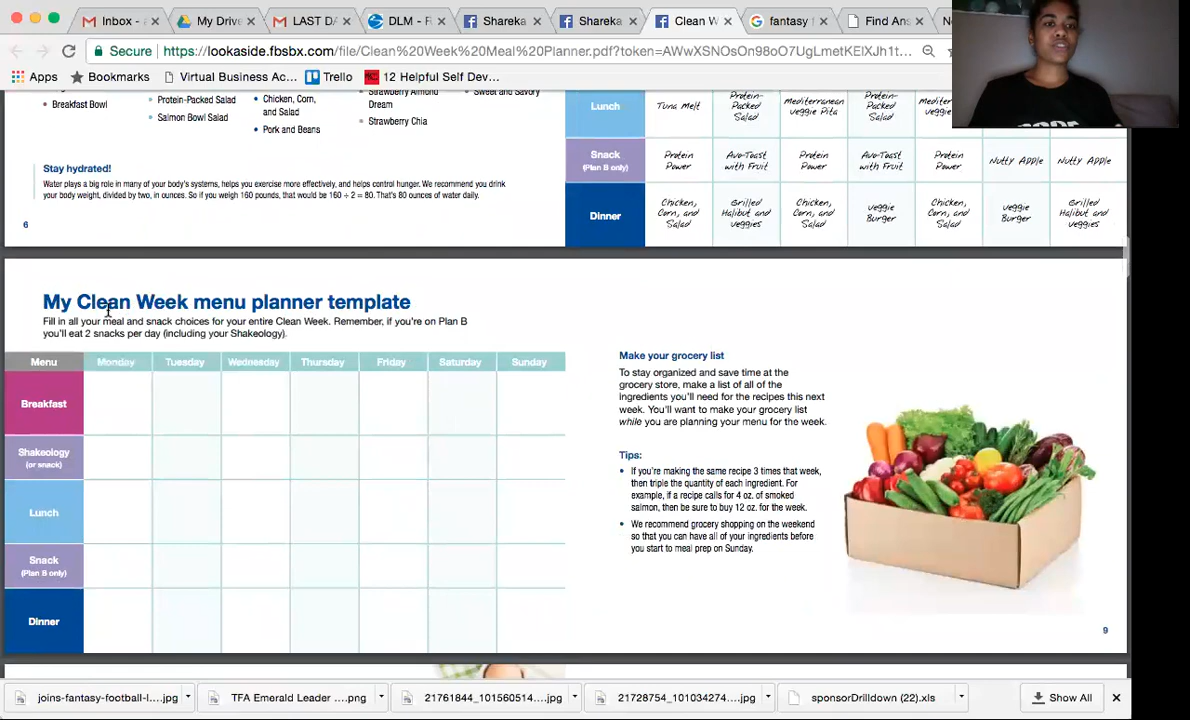 Inbox - a
My Drive
LAST DA
DLM - F
Shareka
Shareka
Clean W
fantasy f
Find Ans
Secure
https://lookaside.fbsbx.com/file/Clean%20Week%20Meal%20Planner.pdf?token=
Apps
Bookmarks
Virtual Business Ac...
Trello
12 Helpful Self Dev...
Breakfast Bowl
Protein-Packed Salad
Salmon Bowl Salad
Chicken, Corn,
and Salad
Pork and Beans
Strawberry Almond
Dream
Strawberry Chia
Sweet and Savory
Stay hydrated!
Water plays a big role in many of your body's systems, helps you exercise more effectively, and helps control hunger. We recommend you drink
your body weight, divided by two, in ounces. So if you weigh 160 pounds, that would be 160 ÷ 2 = 80. That's 80 ounces of water daily.
6
Lunch
Tuna Melt
Protein-
Packed
Salad
Mediterranean
Veggie Pita
Protein-
Packed
Salad
Snack
(Plan B only)
Protein
Power
Avo-Toast
with Fruit
Protein
Power
Avo-Toast
with Fruit
Protein
Power
Nutty Apple
Nutty Apple
Dinner
Chicken,
Corn, and
Salad
Grilled
Halibut and
Veggies
Chicken,
Corn, and
Salad
Veggie
Burger
Chicken,
Corn, and
Salad
Veggie
Burger
Grilled
Halibut and
Veggies
My Clean Week menu planner template
Fill in all your meal and snack choices for your entire Clean Week. Remember, if you're on Plan B
you'll eat 2 snacks per day (including your Shakeology).
Menu
Monday
Tuesday
Wednesday
Thursday
Friday
Saturday
Sunday
Breakfast
Shakeology
(or snack)
Lunch
Snack
(Plan B only)
Dinner
Make your grocery list
To stay organized and save time at the
grocery store, make a list of all of the
ingredients you'll need for the recipes this next
week. You'll want to make your grocery list
while you are planning your menu for the week.
Tips:
If you're making the same recipe 3 times that week,
then triple the quantity of each ingredient. For
example, if a recipe calls for 4 oz. of smoked
salmon, then be sure to buy 12 oz. for the week.
We recommend grocery shopping on the weekend
so that you can have all of your ingredients before
you start to meal prep on Sunday.
9
joins-fantasy-football-l....jpg
TFA Emerald Leader ....png
21761844_101560514....jpg
21728754_101034274....jpg
sponsorDrilldown (22).xls
Show All